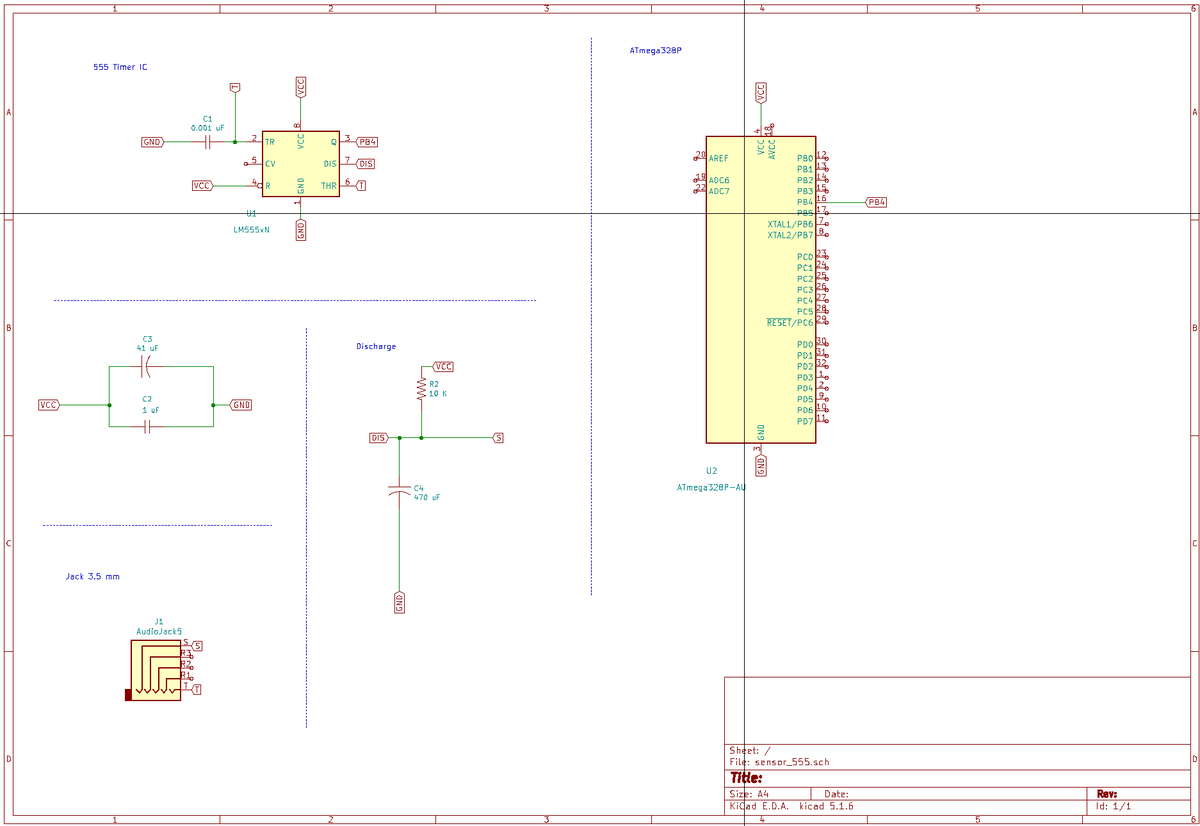 1 2 3 4 5 6
A
B
C
D
A
B
C
D
1 2 3 4 5 6
555 Timer IC
T
VCC
C1
0.001 uF
GND
2 TR
5 CV
4 R
VCC
8
VCC
GND
1
Q 3 PB4
DIS 7 DIS
THR 6 T
U1
LM555xN
GND
C3
41 uF
VCC
GND
C2
1 uF
Discharge
VCC
R2
10 K
DIS
S
C4
470 uF
GND
Jack 3.5 mm
J1
AudioJack5
S S
R3
R2
R1
T T
ATmega328P
VCC
4
VCC
18
AVCC
20 AREF
19 ADC6
22 ADC7
PB0 12
PB1 13
PB2 14
PB3 15
PB4 16 PB4
PB5 17
XTAL1/PB6 7
XTAL2/PB7 8
PC0 23
PC1 24
PC2 25
PC3 26
PC4 27
PC5 28
RESET/PC6 29
PD0 30
PD1 31
PD2 32
PD3 1
PD4 2
PD5 9
PD6 10
PD7 11
GND
3
GND
U2
ATmega328P-AU
Sheet: /
File: sensor_555.sch
Title:
Size: A4 Date: Rev:
KiCad E.D.A. kicad 5.1.6 Id: 1/1